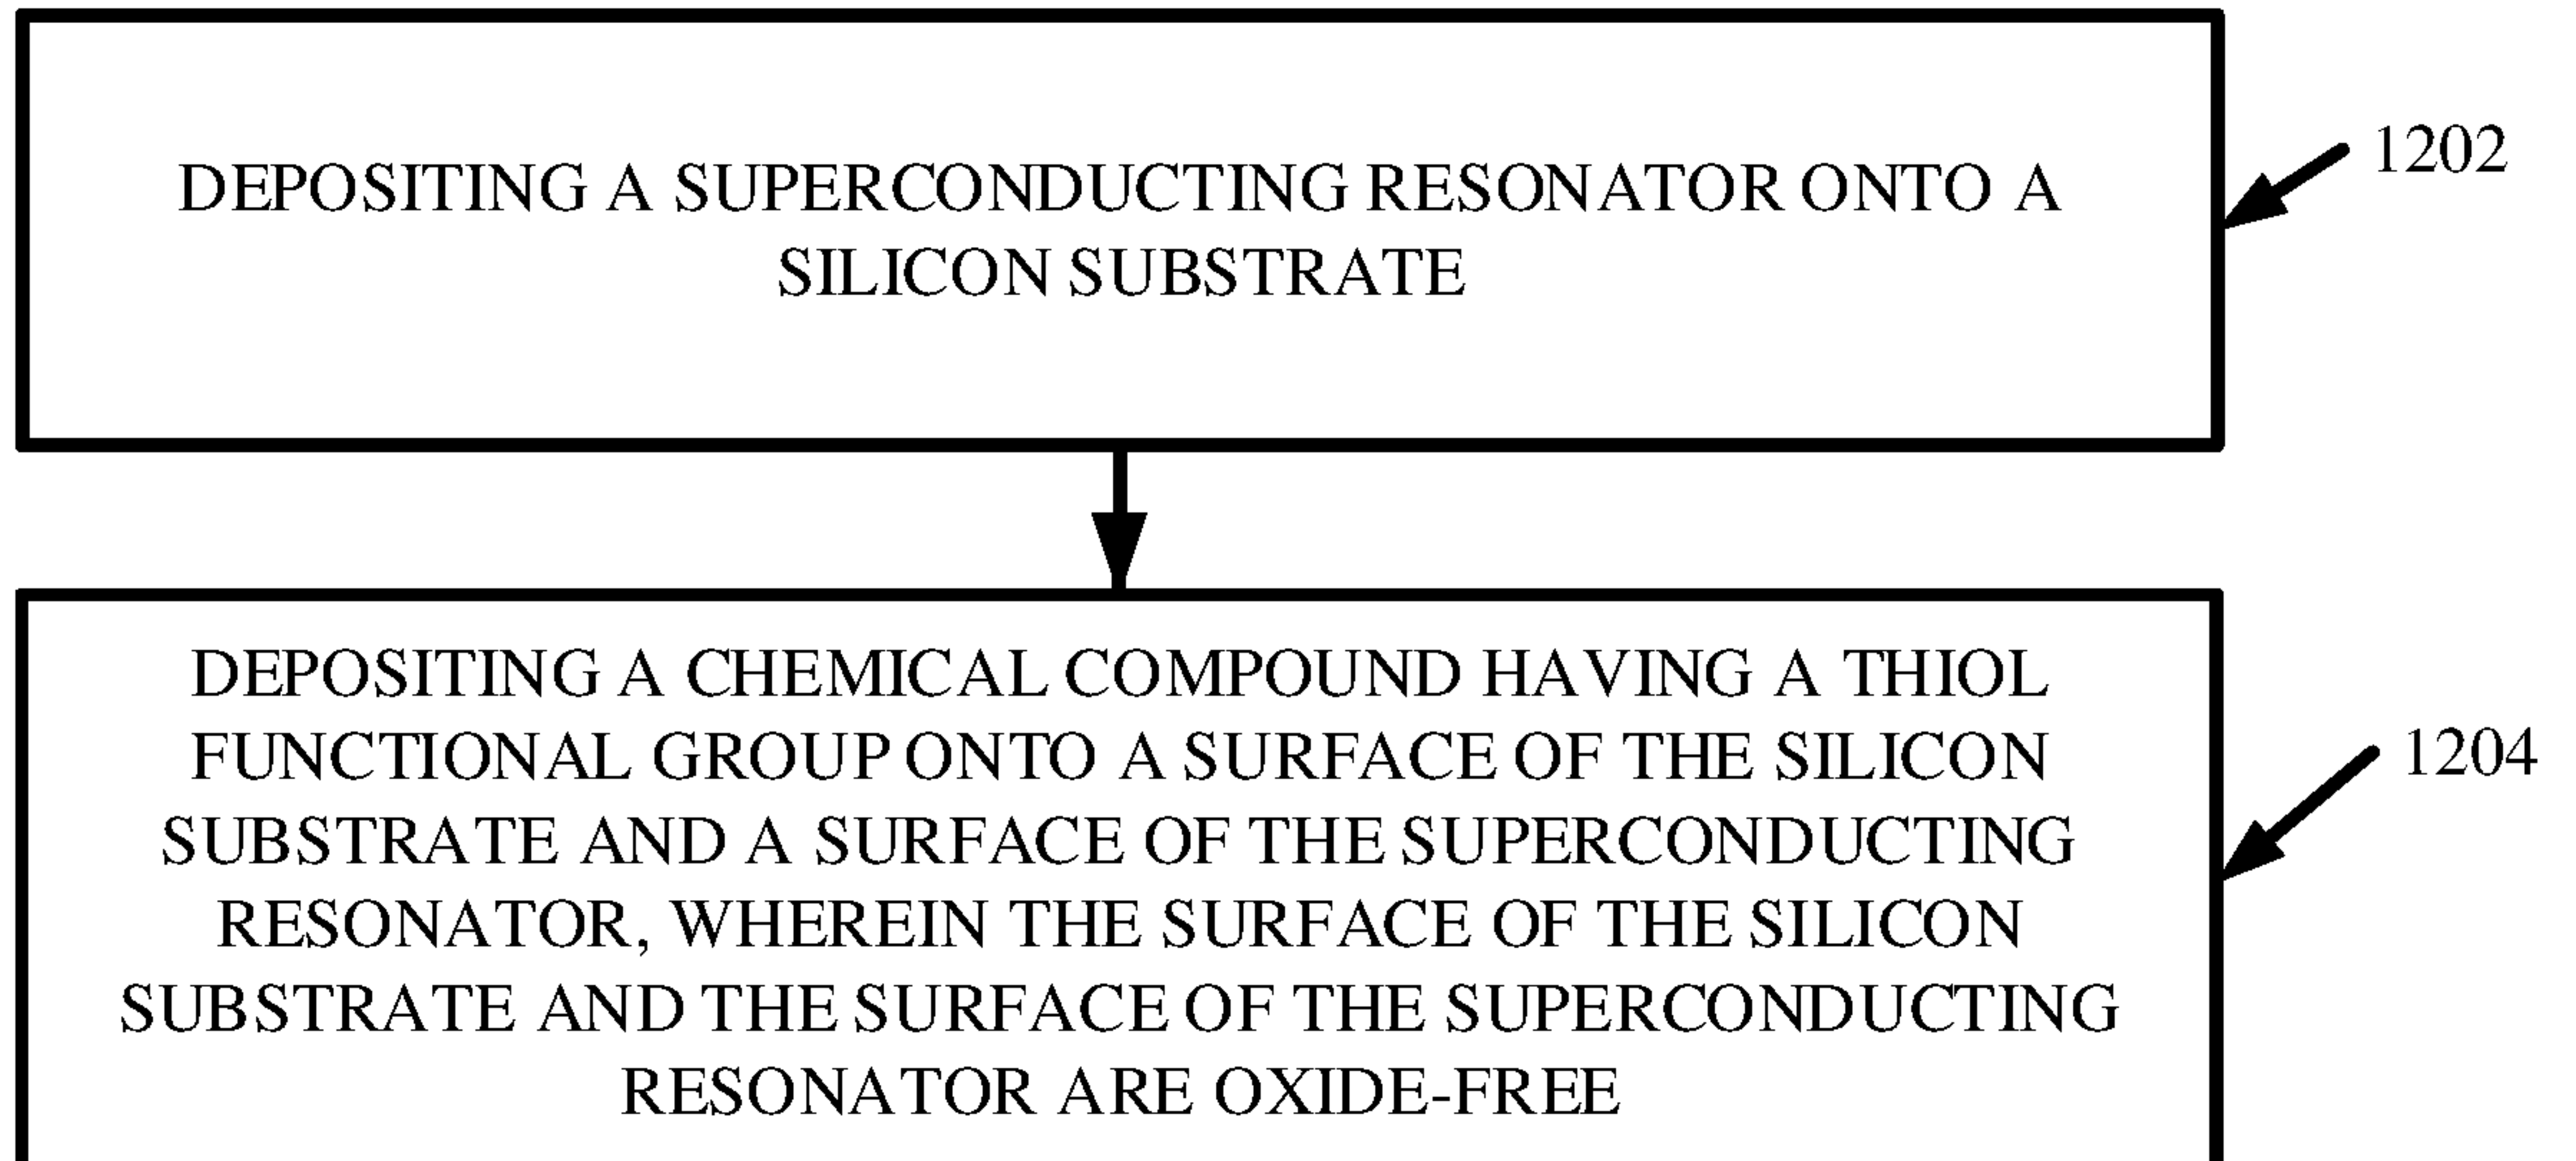 DEPOSITING A SUPERCONDUCTING RESONATOR ONTO A
SILICON SUBSTRATE
1202
DEPOSITING A CHEMICAL COMPOUND HAVING A THIOL
FUNCTIONAL GROUP ONTO A SURFACE OF THE SILICON
SUBSTRATE AND A SURFACE OF THE SUPERCONDUCTING
RESONATOR, WHEREIN THE SURFACE OF THE SILICON
SUBSTRATE AND THE SURFACE OF THE SUPERCONDUCTING
RESONATOR ARE OXIDE-FREE
1204